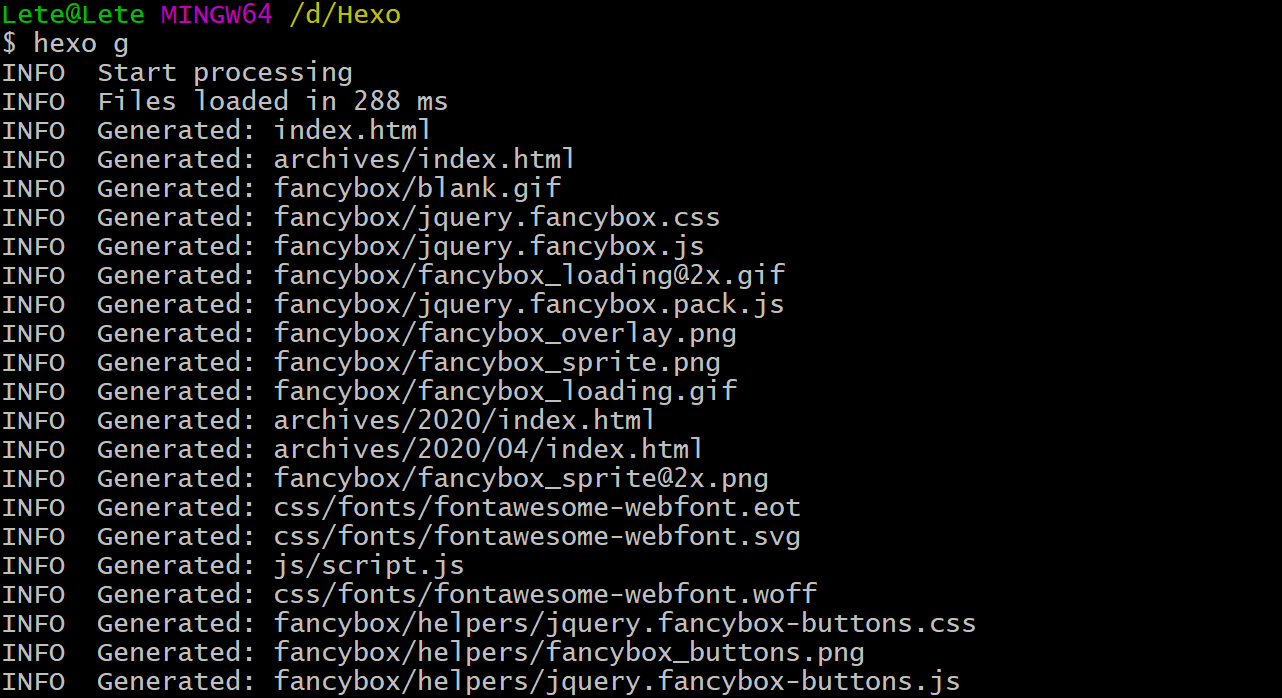 Lete@Lete MINGW64 /d/Hexo
$ hexo g
INFO  Start processing
INFO  Files loaded in 288 ms
INFO  Generated: index.html
INFO  Generated: archives/index.html
INFO  Generated: fancybox/blank.gif
INFO  Generated: fancybox/jquery.fancybox.css
INFO  Generated: fancybox/jquery.fancybox.js
INFO  Generated: fancybox/fancybox_loading@2x.gif
INFO  Generated: fancybox/jquery.fancybox.pack.js
INFO  Generated: fancybox/fancybox_overlay.png
INFO  Generated: fancybox/fancybox_sprite.png
INFO  Generated: fancybox/fancybox_loading.gif
INFO  Generated: archives/2020/index.html
INFO  Generated: archives/2020/04/index.html
INFO  Generated: fancybox/fancybox_sprite@2x.png
INFO  Generated: css/fonts/fontawesome-webfont.eot
INFO  Generated: css/fonts/fontawesome-webfont.svg
INFO  Generated: js/script.js
INFO  Generated: css/fonts/fontawesome-webfont.woff
INFO  Generated: fancybox/helpers/jquery.fancybox-buttons.css
INFO  Generated: fancybox/helpers/fancybox_buttons.png
INFO  Generated: fancybox/helpers/jquery.fancybox-buttons.js